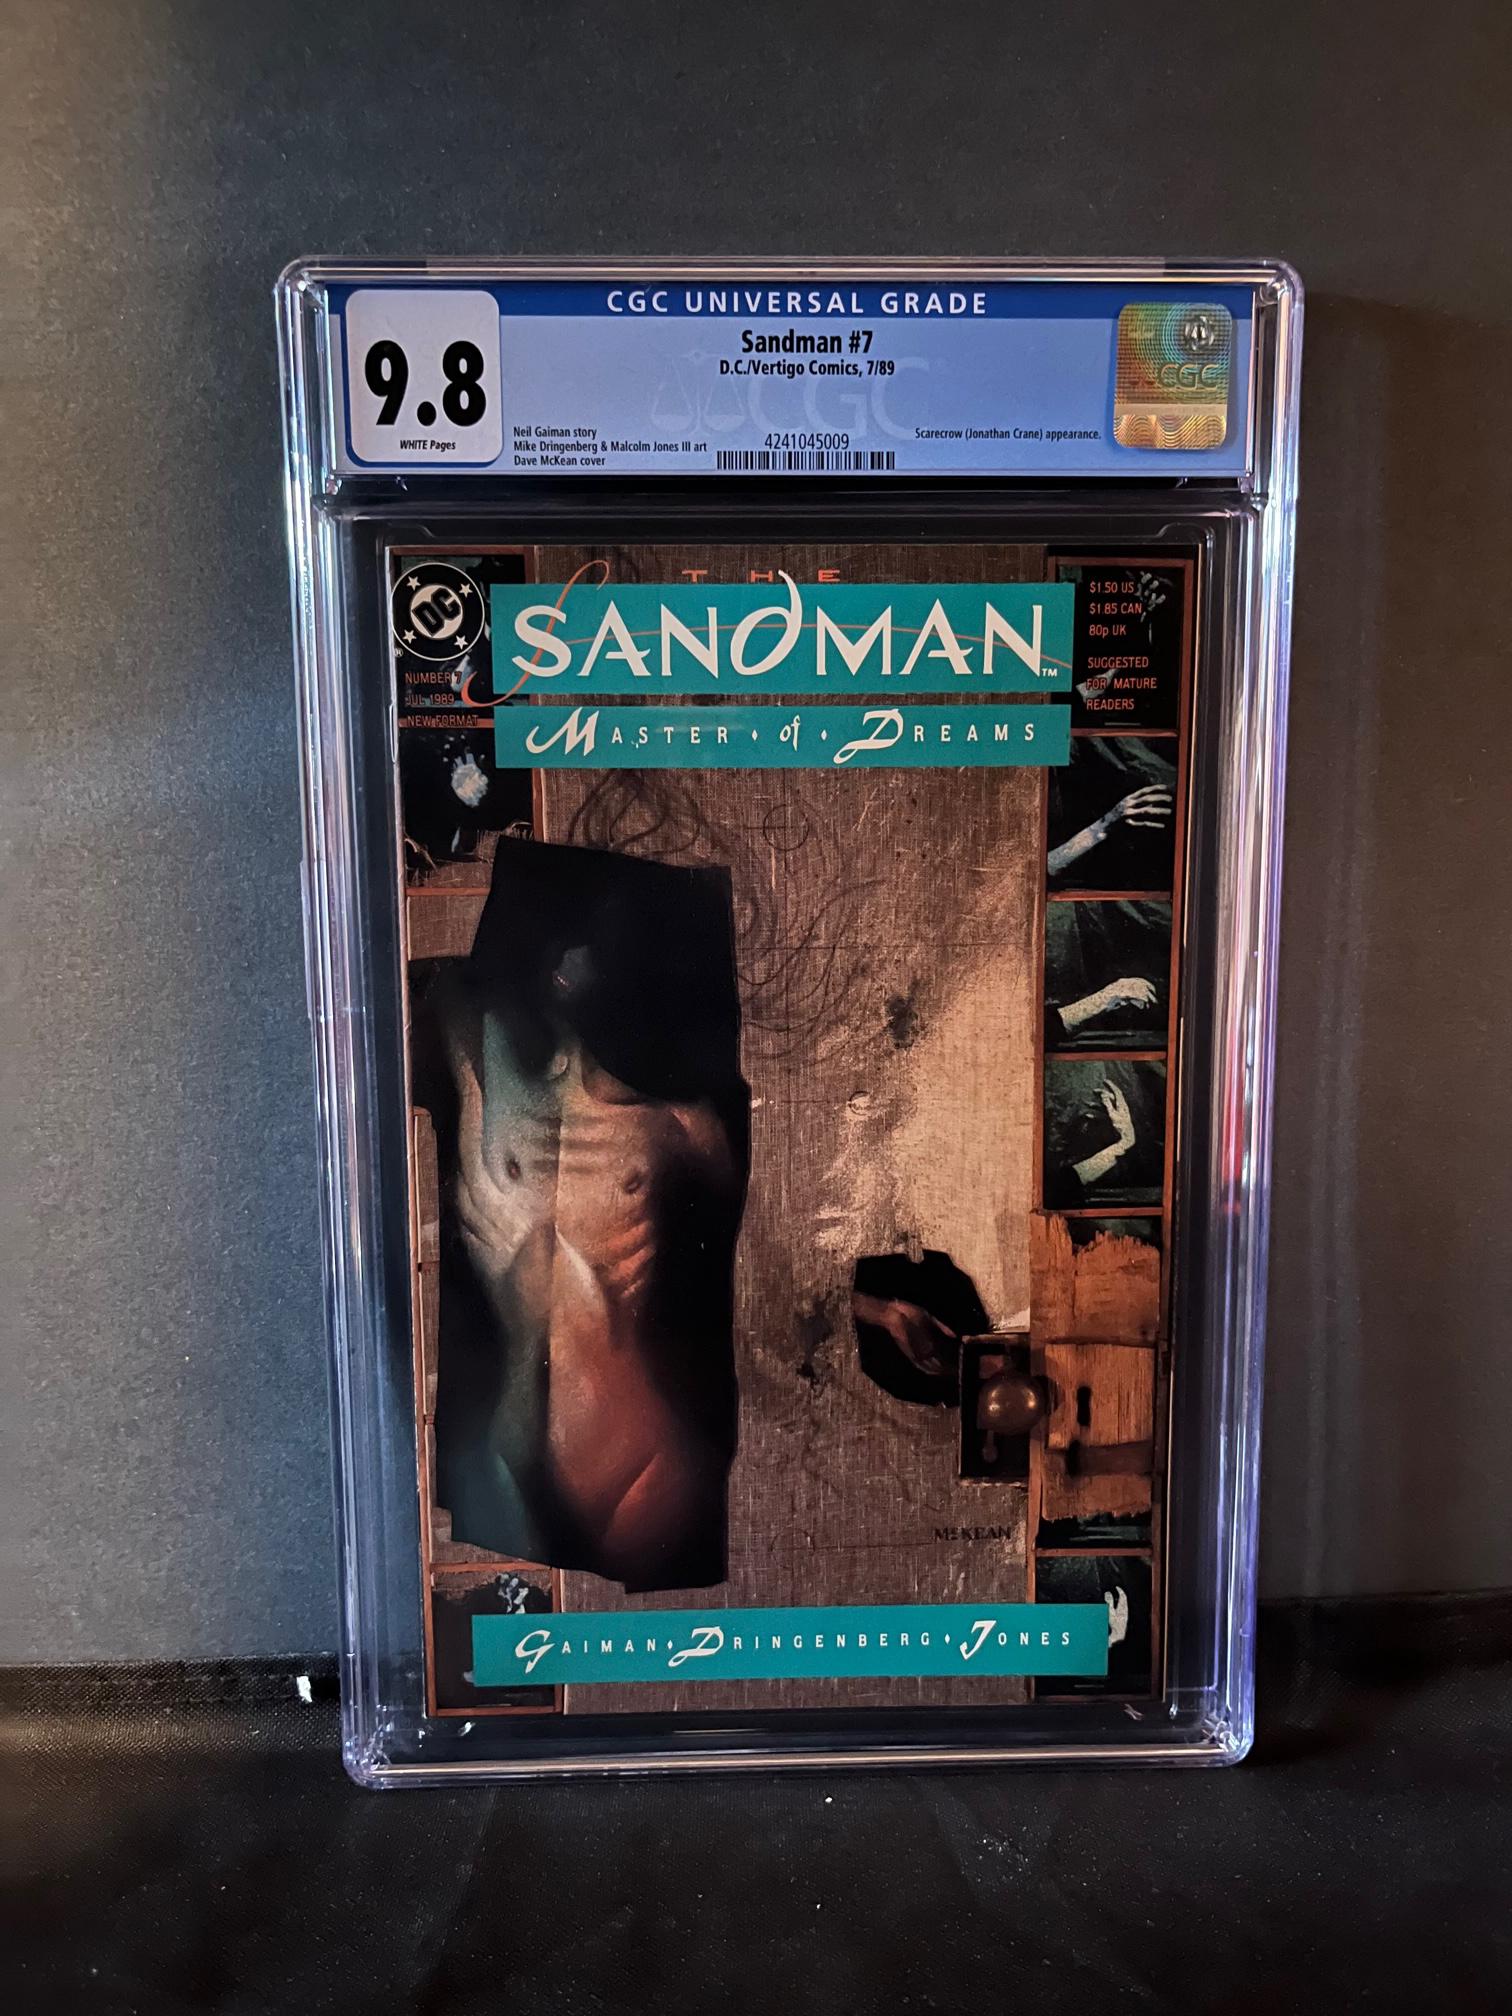 CGC UNIVERSAL GRADE
9.8
WHITE Pages
Sandman #7
D.C./Vertigo Comics, 7/89
Neil Gaiman story
Mike Dringenberg & Malcolm Jones III art
Dave McKean cover
4241045009
Scarecrow (Jonathan Crane) appearance.
CGC
CGC
DC
®
NUMBER 7
JUL 1989
NEW FORMAT
THE
SANDMAN™
MASTER • of • DREAMS
$1.50 US
$1.85 CAN
80p UK
SUGGESTED
FOR MATURE
READERS
McKEAN
GAIMAN • DRINGENBERG • JONES